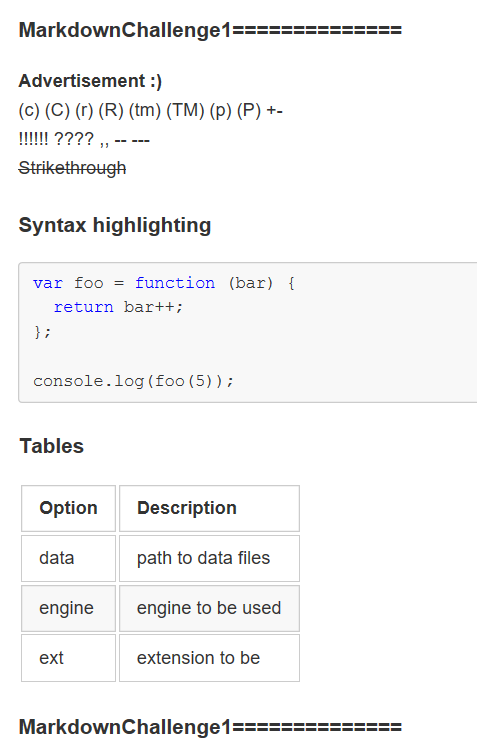 MarkdownChallenge1==============
Advertisement :)
(c) (C) (r) (R) (tm) (TM) (p) (P) +-
!!!!!! ???? ,, -- ---
Strikethrough
Syntax highlighting
var foo = function (bar) {
  return bar++;
};
console.log(foo(5));
Tables
Option Description
data path to data files
engine engine to be used
ext extension to be
MarkdownChallenge1==============